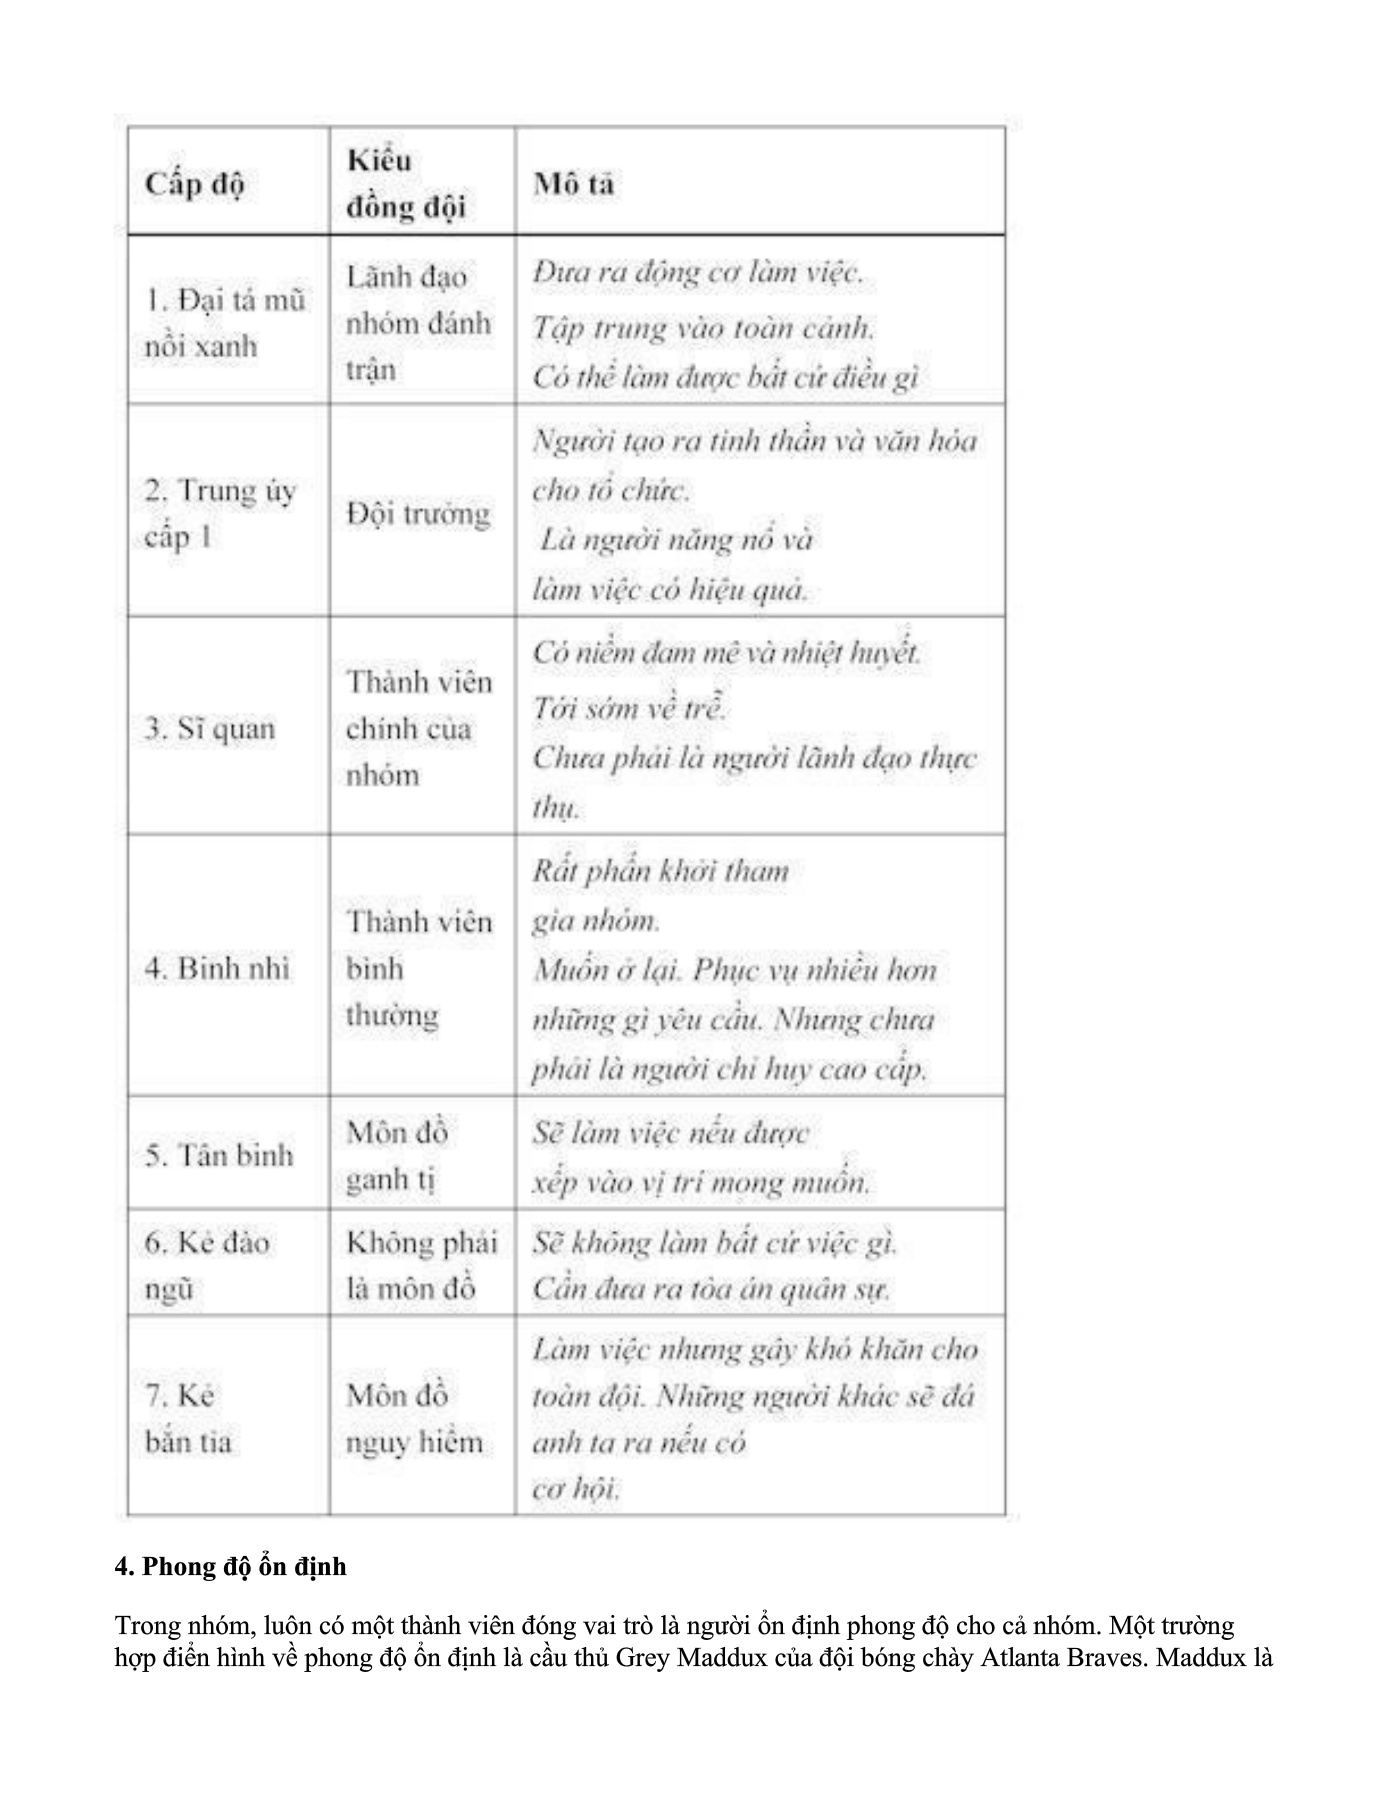 Cấp độ
Kiểu
đồng đội
Mô tả
1. Đại tá mũ
nồi xanh
Lãnh đạo
nhóm đánh
trận
Đưa ra động cơ làm việc.
Tập trung vào toàn cảnh.
Có thể làm được bất cứ điều gì
2. Trung úy
cấp 1
Đội trưởng
Người tạo ra tinh thần và văn hóa
cho tổ chức.
Là người năng nổ và
làm việc có hiệu quả.
3. Sĩ quan
Thành viên
chính của
nhóm
Có niềm đam mê và nhiệt huyết.
Tới sớm về trễ.
Chưa phải là người lãnh đạo thực
thụ.
4. Binh nhì
Thành viên
bình
thường
Rất phấn khởi tham
gia nhóm.
Muốn ở lại. Phục vụ nhiều hơn
những gì yêu cầu. Nhưng chưa
phải là người chỉ huy cao cấp.
5. Tân binh
Môn đồ
ganh tị
Sẽ làm việc nếu được
xếp vào vị trí mong muốn.
6. Kẻ đào
ngũ
Không phải
là môn đồ
Sẽ không làm bất cứ việc gì.
Cần đưa ra tòa án quân sự.
7. Kẻ
bắn tỉa
Môn đồ
nguy hiểm
Làm việc nhưng gây khó khăn cho
toàn đội. Những người khác sẽ đá
anh ta ra nếu có
cơ hội.
4. Phong độ ổn định
Trong nhóm, luôn có một thành viên đóng vai trò là người ổn định phong độ cho cả nhóm. Một trường
hợp điển hình về phong độ ổn định là cầu thủ Grey Maddux của đội bóng chày Atlanta Braves. Maddux là